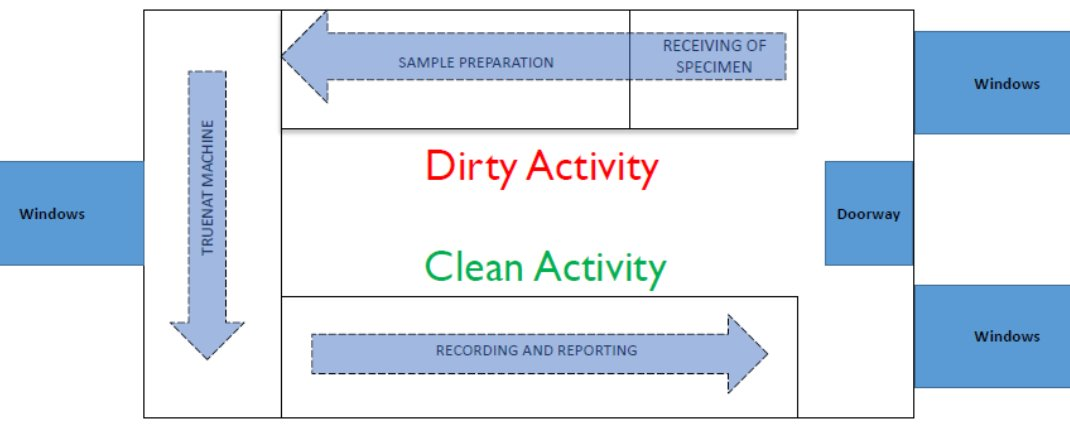 RECEIVING OF
SPECIMEN
SAMPLE PREPARATION
Windows
TRUENAT MACHINE
Dirty Activity
Windows
Doorway
Clean Activity
Windows
RECORDING AND REPORTING